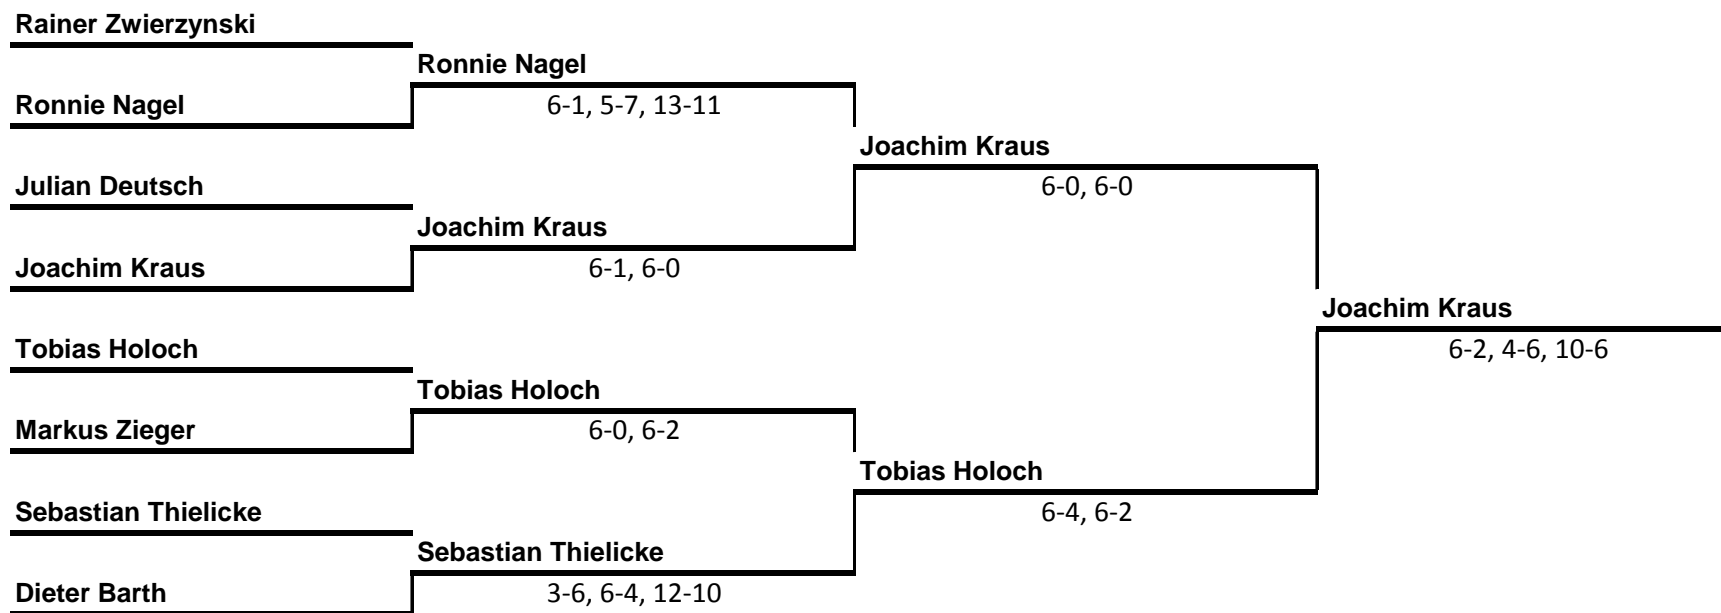 Rainer Zwierzynski
Ronnie Nagel
Ronnie Nagel
6-1, 5-7, 13-11
Joachim Kraus
Julian Deutsch
6-0, 6-0
Joachim Kraus
Joachim Kraus
6-1, 6-0
Joachim Kraus
Tobias Holoch
6-2, 4-6, 10-6
Tobias Holoch
Markus Zieger
6-0, 6-2
Tobias Holoch
Sebastian Thielicke
6-4, 6-2
Sebastian Thielicke
Dieter Barth
3-6, 6-4, 12-10